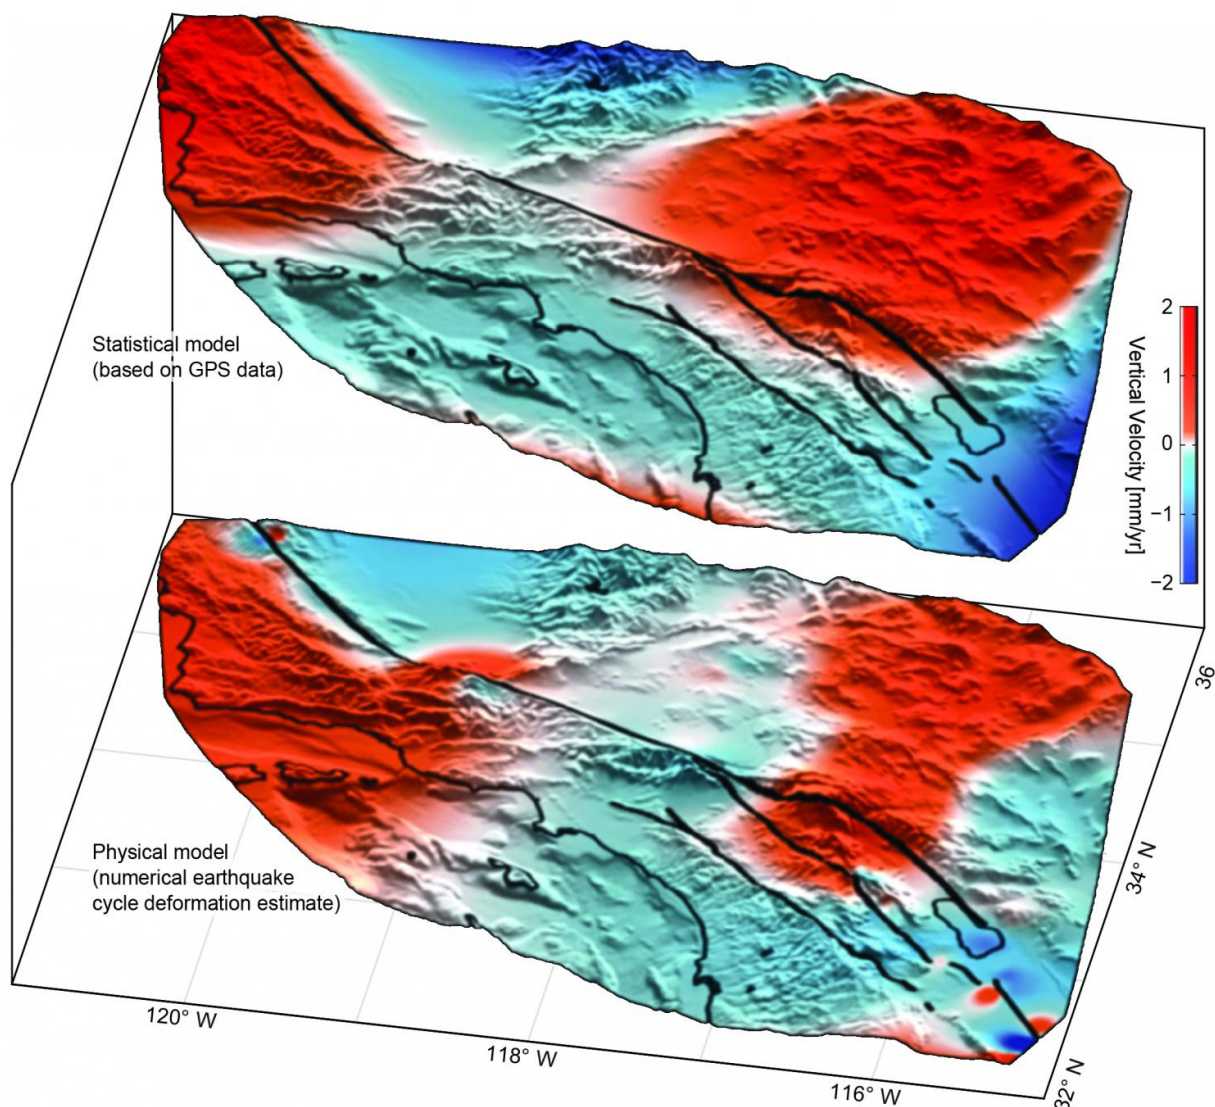 Statistical model
(based on GPS data)
2
1
0
−1
−2
Vertical Velocity [mm/yr]
Physical model
(numerical earthquake
cycle deformation estimate)
36
34° N
32° N
120° W
118° W
116° W